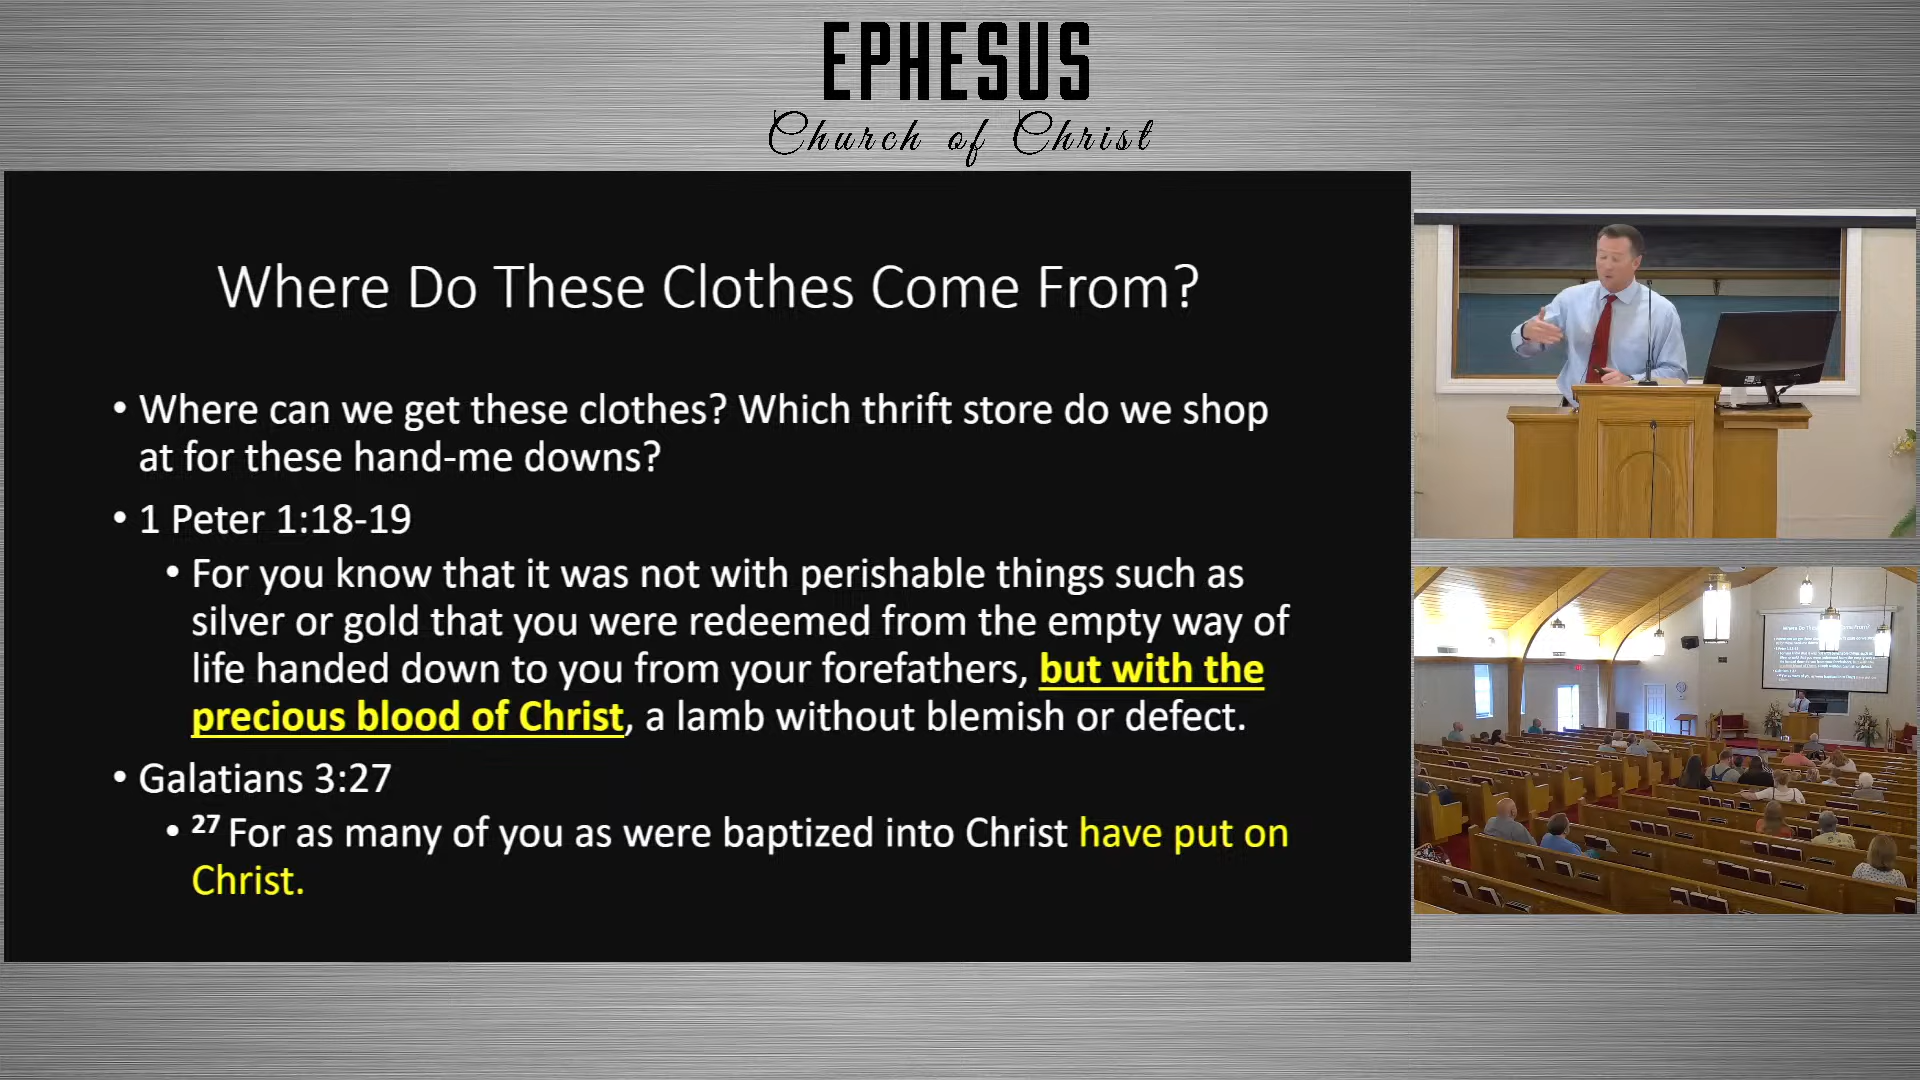 EPHESUS
Church of Christ
Where Do These Clothes Come From?
• Where can we get these clothes? Which thrift store do we shop
at for these hand-me downs?
• 1 Peter 1:18-19
• For you know that it was not with perishable things such as
silver or gold that you were redeemed from the empty way of
life handed down to you from your forefathers, but with the
precious blood of Christ, a lamb without blemish or defect.
• Galatians 3:27
• 27 For as many of you as were baptized into Christ have put on
Christ.